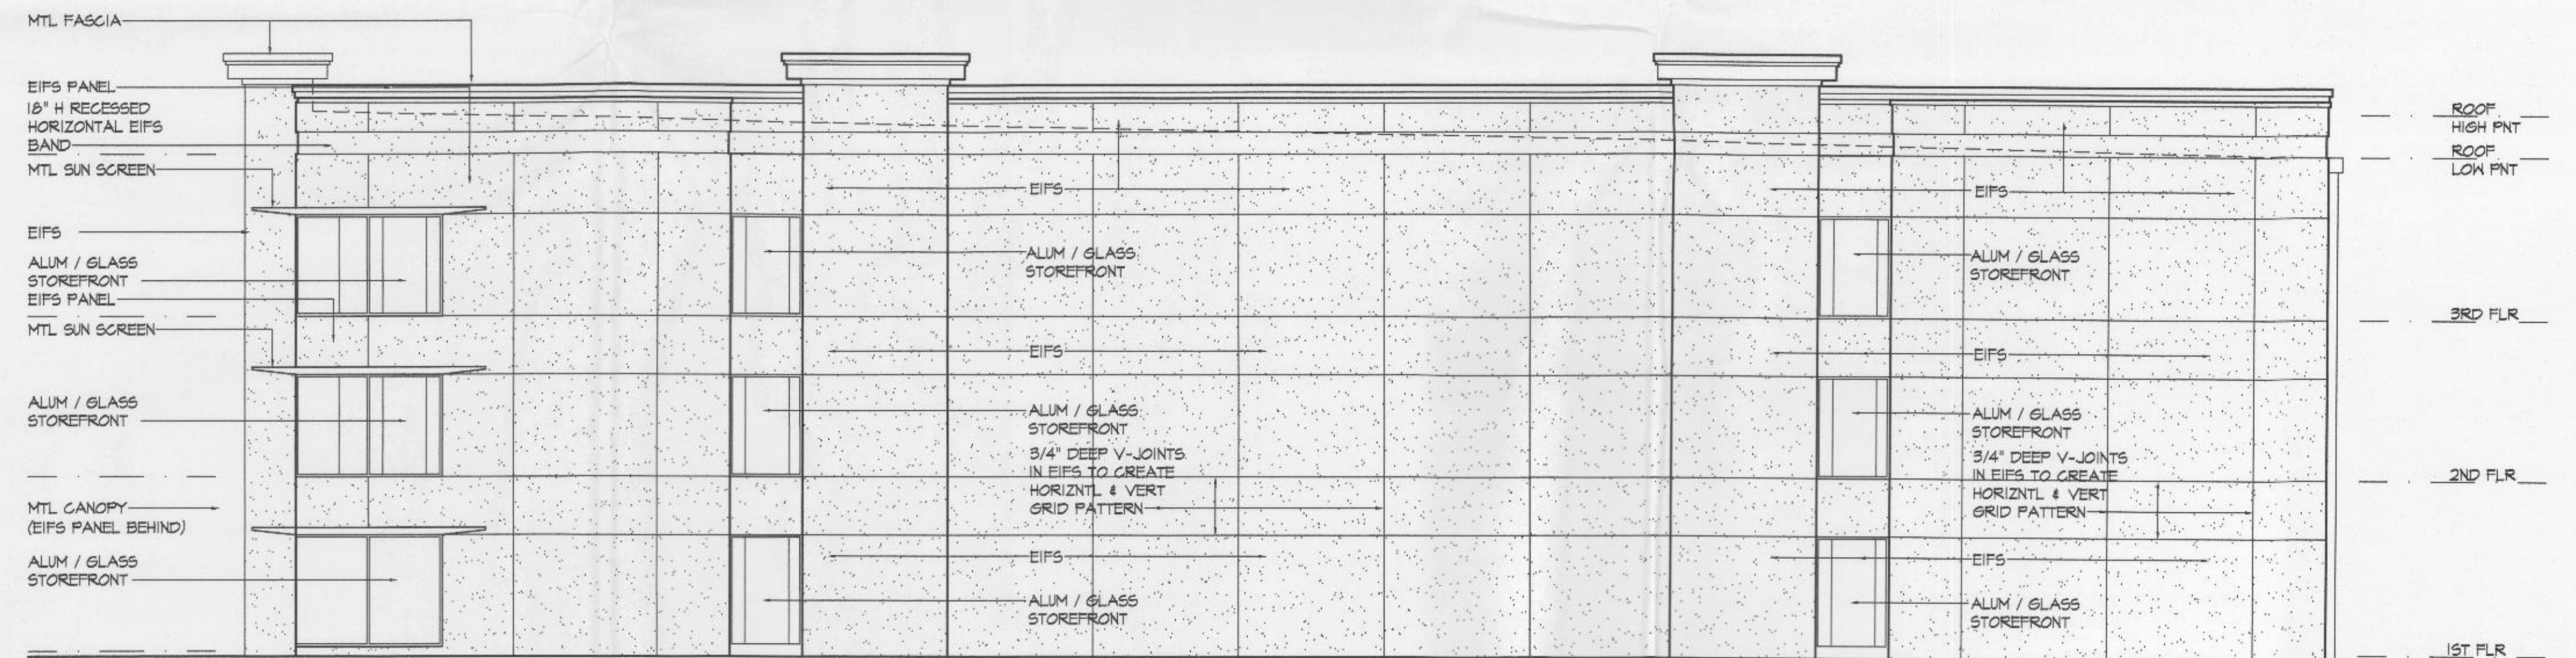 MTL FASCIA
EIFS PANEL
18" H RECESSED
HORIZONTAL EIFS
BAND
MTL SUN SCREEN
EIFS
ALUM / GLASS
STOREFRONT
EIFS PANEL
MTL SUN SCREEN
ALUM / GLASS
STOREFRONT
MTL CANOPY
(EIFS PANEL BEHIND)
ALUM / GLASS
STOREFRONT
EIFS
ALUM / GLASS
STOREFRONT
EIFS
ALUM / GLASS
STOREFRONT
3/4" DEEP V-JOINTS
IN EIFS TO CREATE
HORIZNTL & VERT
GRID PATTERN
EIFS
ALUM / GLASS
STOREFRONT
EIFS
ALUM / GLASS
STOREFRONT
EIFS
ALUM / GLASS
STOREFRONT
3/4" DEEP V-JOINTS
IN EIFS TO CREATE
HORIZNTL & VERT
GRID PATTERN
EIFS
ALUM / GLASS
STOREFRONT
ROOF
HIGH PNT
ROOF
LOW PNT
3RD FLR
2ND FLR
1ST FLR